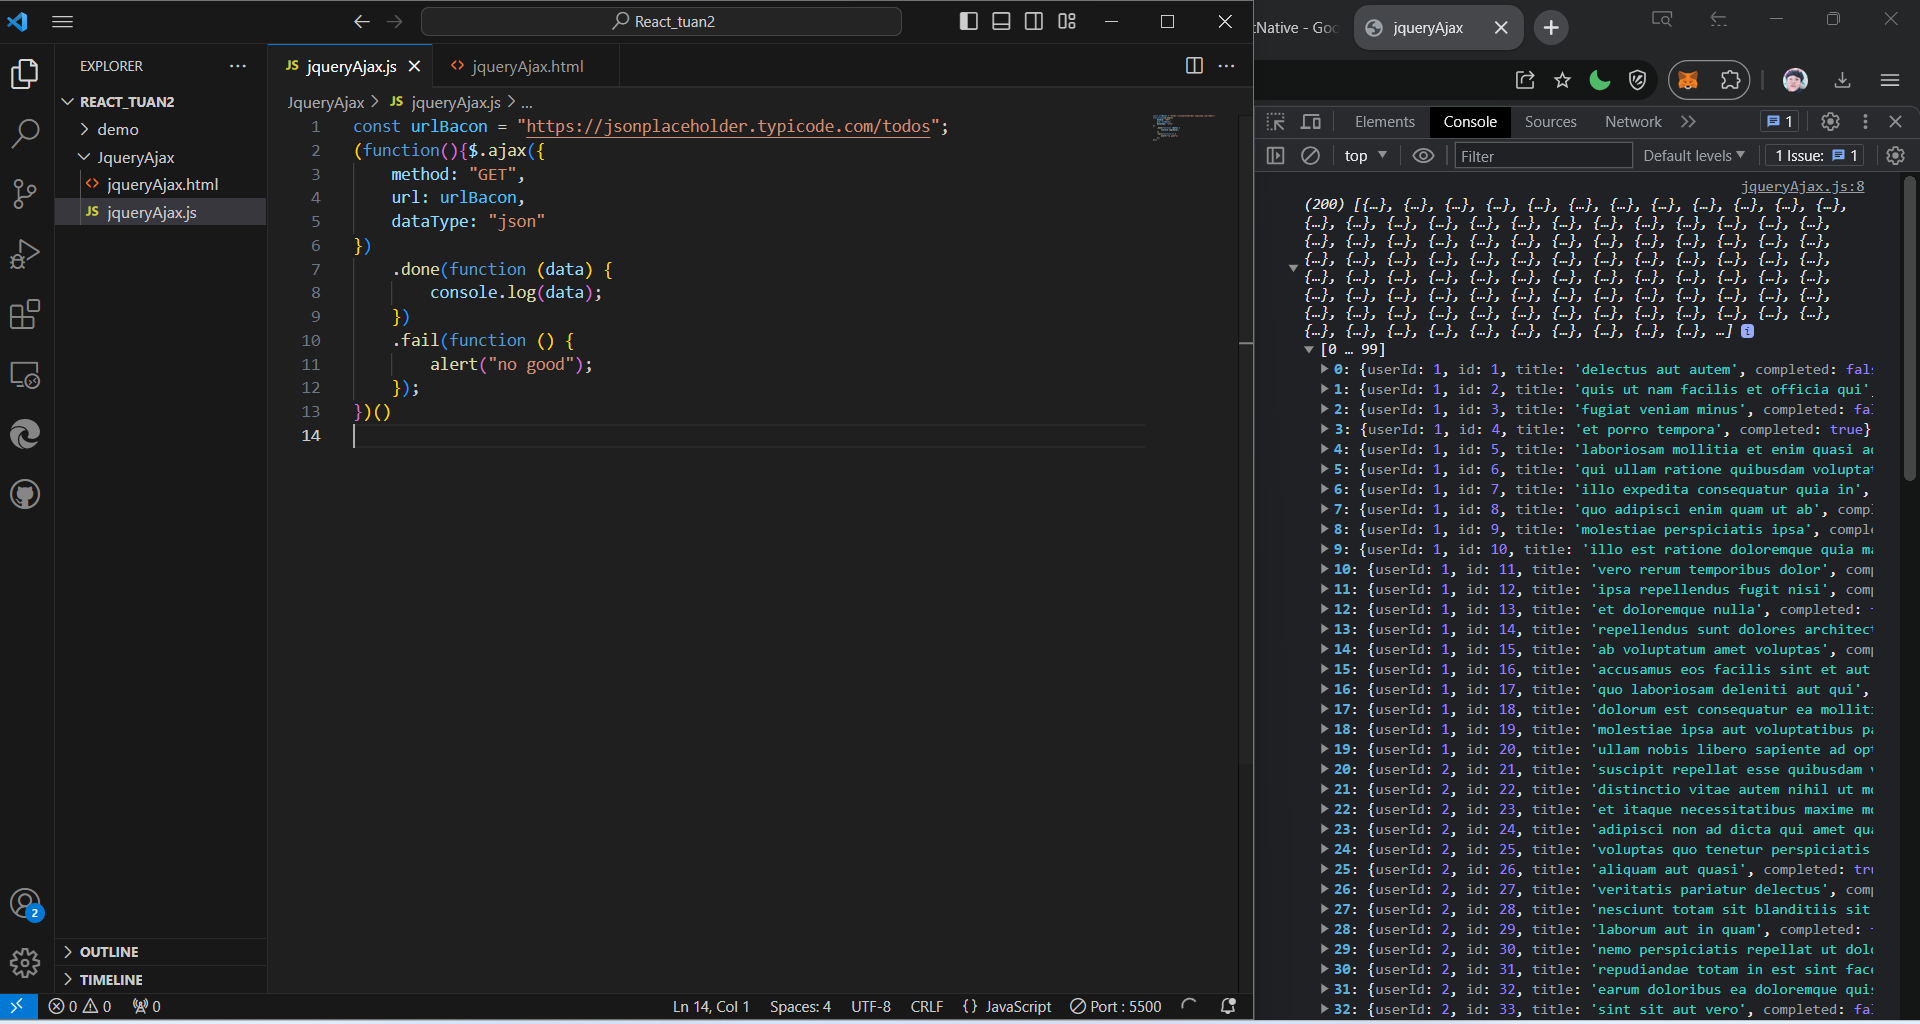 React_tuan2
EXPLORER
REACT_TUAN2
demo
JqueryAjax
jqueryAjax.html
JS jqueryAjax.js
OUTLINE
TIMELINE
2
JS jqueryAjax.js
jqueryAjax.html
JqueryAjax > JS jqueryAjax.js > ...
1 const urlBacon = "https://jsonplaceholder.typicode.com/todos";
2 (function(){$.ajax({
3 method: "GET",
4 url: urlBacon,
5 dataType: "json"
6 })
7 .done(function (data) {
8 console.log(data);
9 })
10 .fail(function () {
11 alert("no good");
12 });
13 })()
14
0 0 0
Ln 14, Col 1 Spaces: 4 UTF-8 CRLF {} JavaScript Port : 5500
tNative - Goo
jqueryAjax
Elements Console Sources Network 1
top Filter Default levels 1 Issue: 1
jqueryAjax.js:8
(200) [{…}, {…}, {…}, {…}, {…}, {…}, {…}, {…}, {…}, {…}, {…}, {…}, {…},
{…}, {…}, {…}, {…}, {…}, {…}, {…}, {…}, {…}, {…}, {…}, {…}, {…},
{…}, {…}, {…}, {…}, {…}, {…}, {…}, {…}, {…}, {…}, {…}, {…}, {…},
{…}, {…}, {…}, {…}, {…}, {…}, {…}, {…}, {…}, {…}, {…}, {…}, {…},
{…}, {…}, {…}, {…}, {…}, {…}, {…}, {…}, {…}, {…}, {…}, {…}, {…},
{…}, {…}, {…}, {…}, {…}, {…}, {…}, {…}, {…}, {…}, {…}, {…}, {…},
{…}, {…}, {…}, {…}, {…}, {…}, {…}, {…}, {…}, {…}, {…}, {…}, {…},
{…}, {…}, {…}, {…}, {…}, {…}, {…}, {…}, {…}, {…}, …] i
[0 … 99]
0: {userId: 1, id: 1, title: 'delectus aut autem', completed: fals
1: {userId: 1, id: 2, title: 'quis ut nam facilis et officia qui'
2: {userId: 1, id: 3, title: 'fugiat veniam minus', completed: fal
3: {userId: 1, id: 4, title: 'et porro tempora', completed: true}
4: {userId: 1, id: 5, title: 'laboriosam mollitia et enim quasi ad
5: {userId: 1, id: 6, title: 'qui ullam ratione quibusdam voluptat
6: {userId: 1, id: 7, title: 'illo expedita consequatur quia in',
7: {userId: 1, id: 8, title: 'quo adipisci enim quam ut ab', compl
8: {userId: 1, id: 9, title: 'molestiae perspiciatis ipsa', comple
9: {userId: 1, id: 10, title: 'illo est ratione doloremque quia ma
10: {userId: 1, id: 11, title: 'vero rerum temporibus dolor', comp
11: {userId: 1, id: 12, title: 'ipsa repellendus fugit nisi', comp
12: {userId: 1, id: 13, title: 'et doloremque nulla', completed: t
13: {userId: 1, id: 14, title: 'repellendus sunt dolores architect
14: {userId: 1, id: 15, title: 'ab voluptatum amet voluptas', comp
15: {userId: 1, id: 16, title: 'accusamus eos facilis sint et aut
16: {userId: 1, id: 17, title: 'quo laboriosam deleniti aut qui',
17: {userId: 1, id: 18, title: 'dolorum est consequatur ea molliti
18: {userId: 1, id: 19, title: 'molestiae ipsa aut voluptatibus pa
19: {userId: 1, id: 20, title: 'ullam nobis libero sapiente ad opt
20: {userId: 2, id: 21, title: 'suscipit repellat esse quibusdam v
21: {userId: 2, id: 22, title: 'distinctio vitae autem nihil ut mo
22: {userId: 2, id: 23, title: 'et itaque necessitatibus maxime mo
23: {userId: 2, id: 24, title: 'adipisci non ad dicta qui amet qua
24: {userId: 2, id: 25, title: 'voluptas quo tenetur perspiciatis
25: {userId: 2, id: 26, title: 'aliquam aut quasi', completed: tru
26: {userId: 2, id: 27, title: 'veritatis pariatur delectus', comp
27: {userId: 2, id: 28, title: 'nesciunt totam sit blanditiis sit
28: {userId: 2, id: 29, title: 'laborum aut in quam', completed: f
29: {userId: 2, id: 30, title: 'nemo perspiciatis repellat ut dolo
30: {userId: 2, id: 31, title: 'repudiandae totam in est sint face
31: {userId: 2, id: 32, title: 'earum doloribus ea doloremque quis
32: {userId: 2, id: 33, title: 'sint sit aut vero', completed: fal